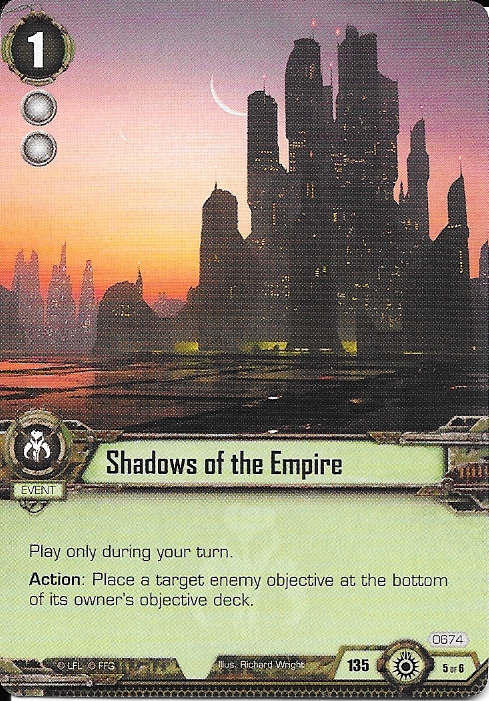 1
Shadows of the Empire
EVENT
Play only during your turn.
Action: Place a target enemy objective at the bottom
of its owner's objective deck.
0674
© LFL © FFG
Illus. Richard Wright
135
5 OF 6